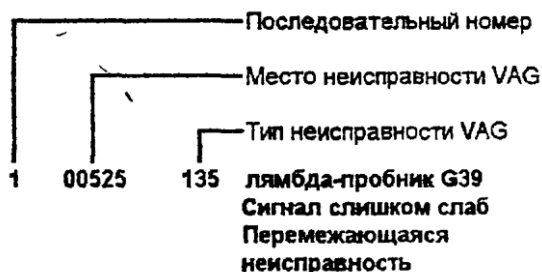 Последовательный номер
Место неисправности VAG
Тип неисправности VAG
1 00525 135 лямбда-пробник G39
Сигнал слишком слаб
Перемежающаяся
неисправность